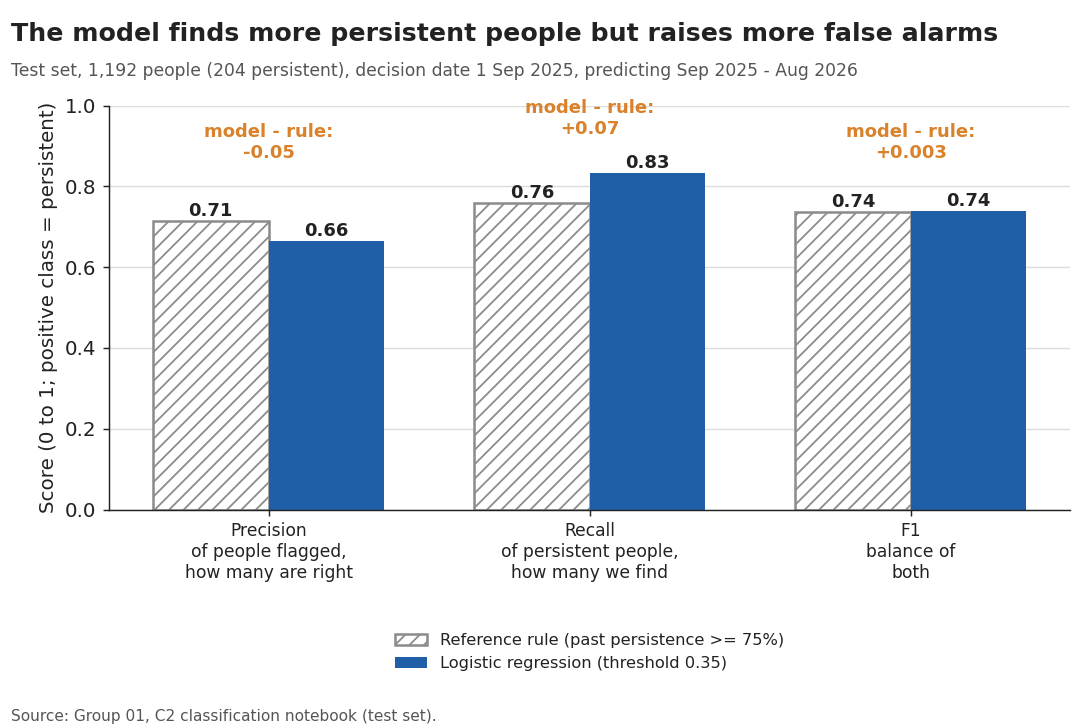 The model finds more persistent people but raises more false alarms
Test set, 1,192 people (204 persistent), decision date 1 Sep 2025, predicting Sep 2025 - Aug 2026
Score (0 to 1; positive class = persistent)
1.0
0.8
0.6
0.4
0.2
0.0
model - rule:
-0.05
0.71
0.66
model - rule:
+0.07
0.76
0.83
model - rule:
+0.003
0.74
0.74
Precision
of people flagged,
how many are right
Recall
of persistent people,
how many we find
F1
balance of
both
Reference rule (past persistence >= 75%)
Logistic regression (threshold 0.35)
Source: Group 01, C2 classification notebook (test set).